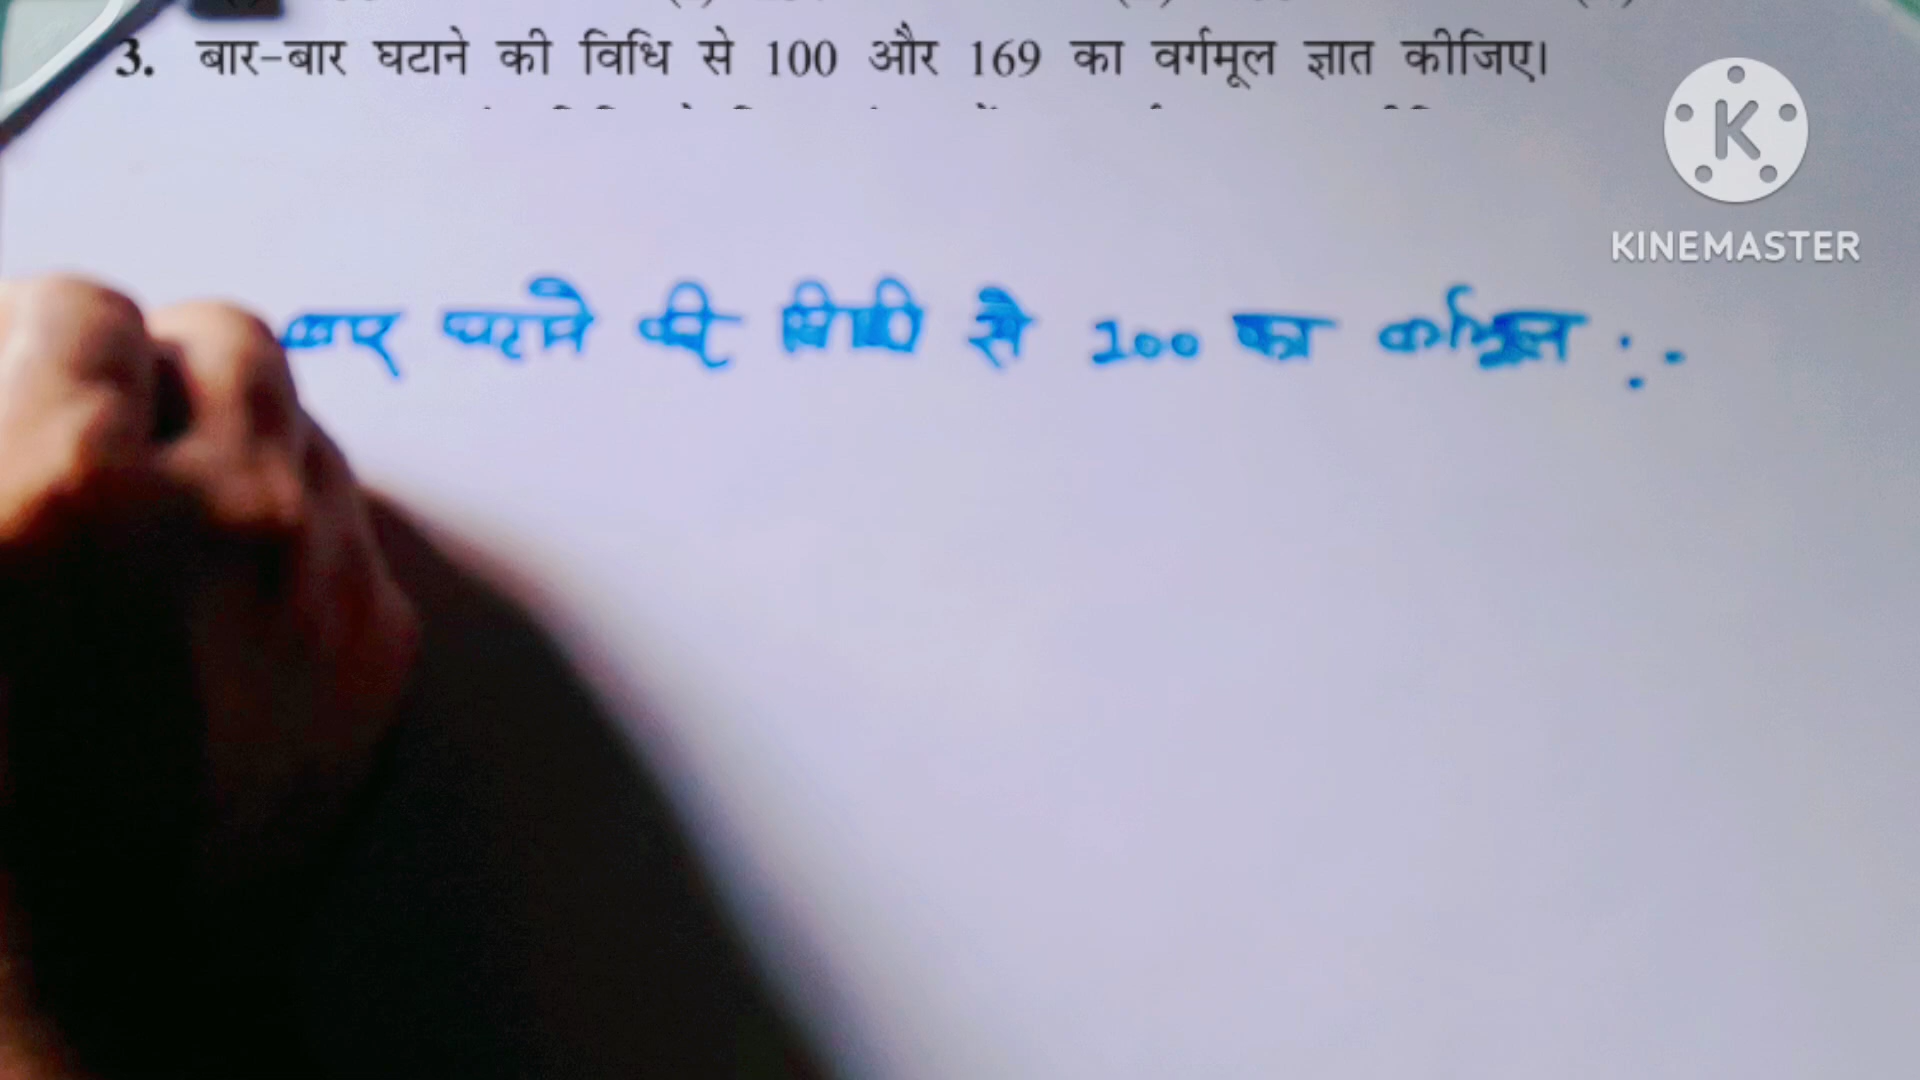 3. बार-बार घटाने की विधि से 100 और 169 का वर्गमूल ज्ञात कीजिए।
K
KINEMASTER
बार घटाने की विधि से 100 का वर्गमूल :-